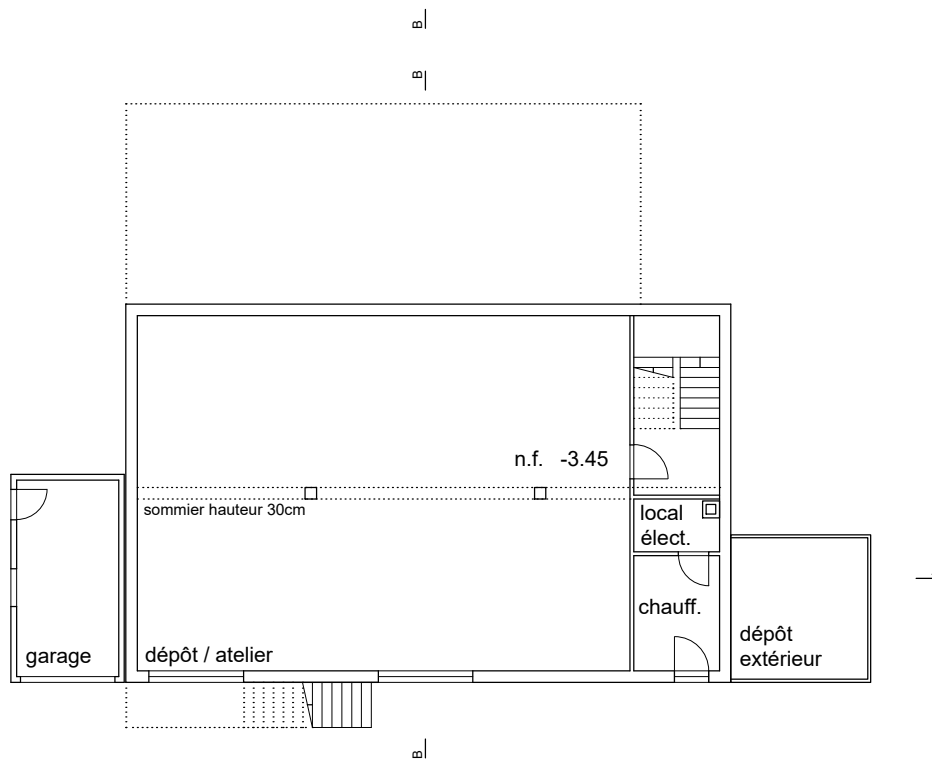 B
B
n.f. -3.45
sommier hauteur 30cm
local
élect.
chauff.
garage
dépôt / atelier
dépôt
extérieur
B